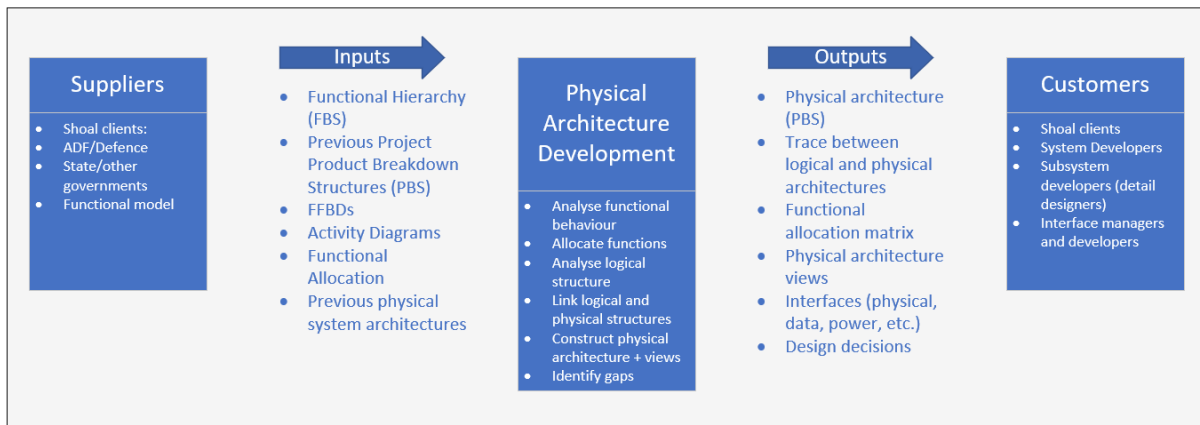 Suppliers
• Shoal clients:
• ADF/Defence
• State/other
governments
• Functional model
Inputs
• Functional Hierarchy
(FBS)
• Previous Project
Product Breakdown
Structures (PBS)
• FFBDs
• Activity Diagrams
• Functional
Allocation
• Previous physical
system architectures
Physical
Architecture
Development
• Analyse functional
behaviour
• Allocate functions
• Analyse logical
structure
• Link logical and
physical structures
• Construct physical
architecture + views
• Identify gaps
Outputs
• Physical architecture
(PBS)
• Trace between
logical and physical
architectures
• Functional
allocation matrix
• Physical architecture
views
• Interfaces (physical,
data, power, etc.)
• Design decisions
Customers
• Shoal clients
• System Developers
• Subsystem
developers (detail
designers)
• Interface managers
and developers